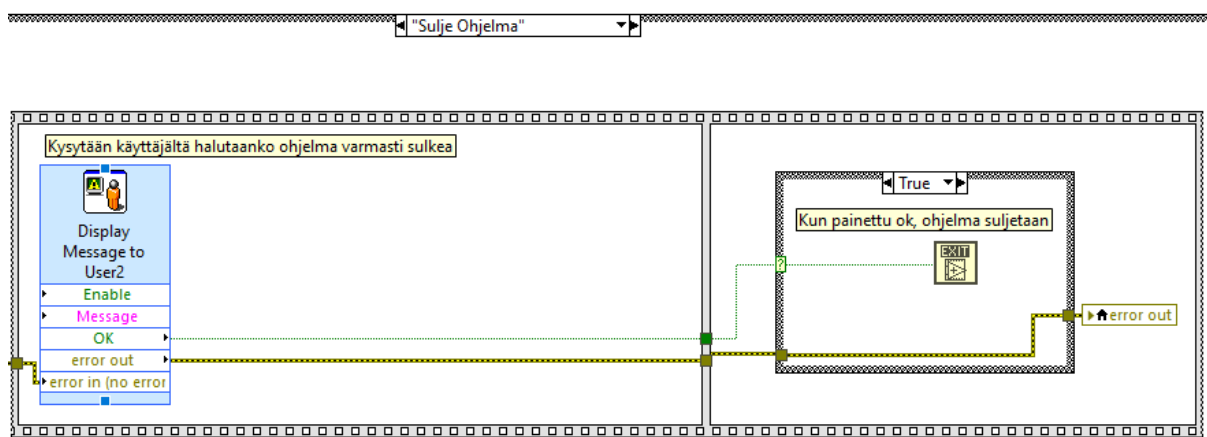 "Sulje Ohjelma"
Kysytään käyttäjältä halutaanko ohjelma varmasti sulkea
Display
Message to
User2
Enable
Message
OK
error out
error in (no error
True
Kun painettu ok, ohjelma suljetaan
?
EXIT
error out